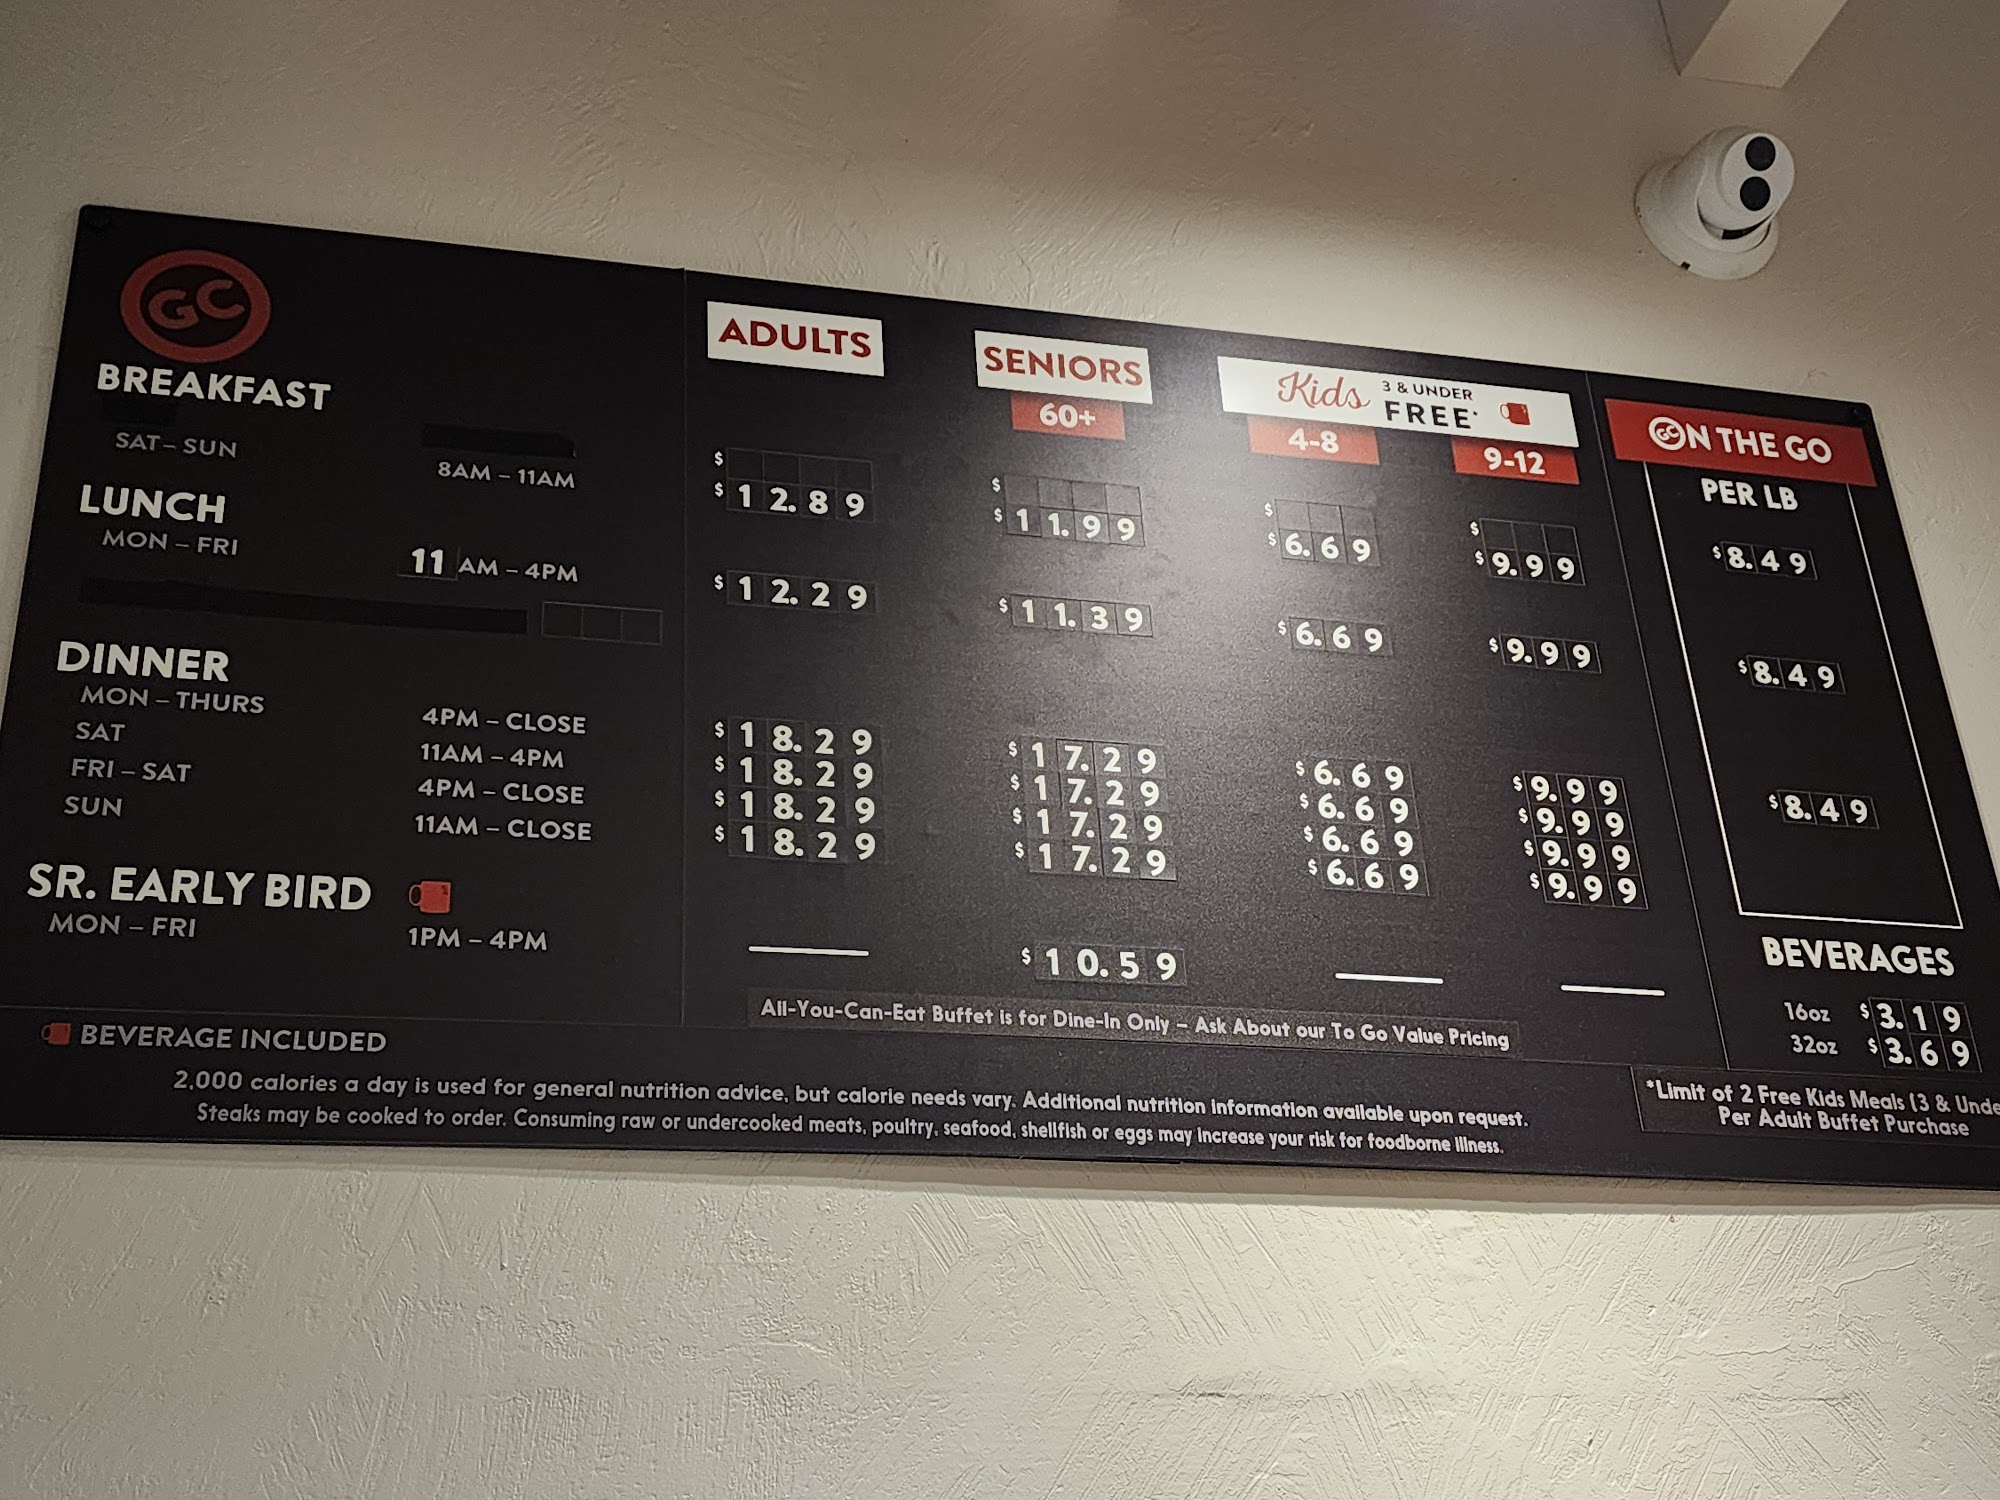 GC
ADULTS
SENIORS
60+
Kids 3 & UNDER FREE*
4-8
9-12
GC ON THE GO
PER LB
BREAKFAST
SAT – SUN 8AM – 11AM $12.89 $11.99 $6.69 $9.99 $8.49
LUNCH
MON – FRI 11 AM – 4PM $12.29 $11.39 $6.69 $9.99 $8.49
DINNER
MON – THURS 4PM – CLOSE $18.29 $17.29 $6.69 $9.99 $8.49
SAT 11AM – 4PM $18.29 $17.29 $6.69 $9.99
FRI – SAT 4PM – CLOSE $18.29 $17.29 $6.69 $9.99
SUN 11AM – CLOSE $18.29 $17.29 $6.69 $9.99
SR. EARLY BIRD
MON – FRI 1PM – 4PM $10.59
BEVERAGES
16oz $3.19
32oz $3.69
All-You-Can-Eat Buffet is for Dine-In Only – Ask About our To Go Value Pricing
BEVERAGE INCLUDED
2,000 calories a day is used for general nutrition advice, but calorie needs vary. Additional nutrition information available upon request.
Steaks may be cooked to order. Consuming raw or undercooked meats, poultry, seafood, shellfish or eggs may increase your risk for foodborne illness.
*Limit of 2 Free Kids Meals (3 & Unde
Per Adult Buffet Purchase